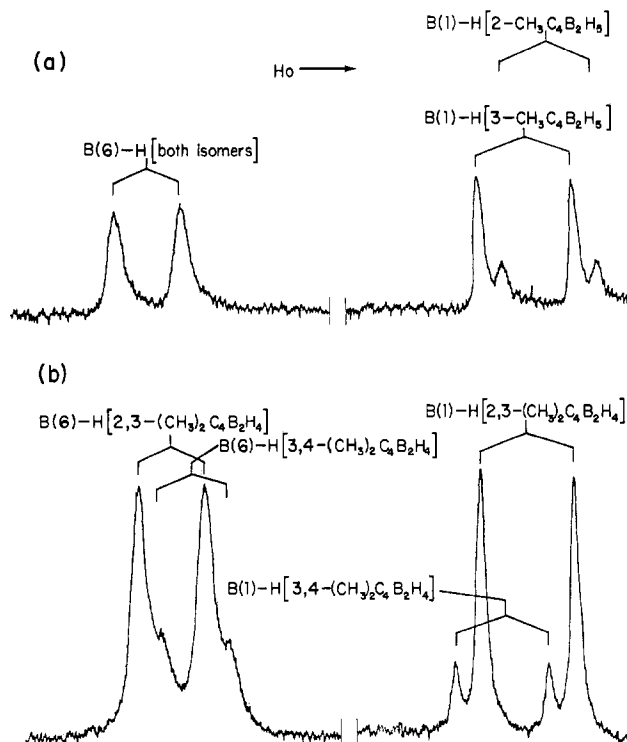 (a)
Ho
B(1)-H[2-CH₃C₄B₂H₅]
B(1)-H[3-CH₃C₄B₂H₅]
B(6)-H[both isomers]
(b)
B(6)-H[2,3-(CH₃)₂C₄B₂H₄]
B(6)-H[3,4-(CH₃)₂C₄B₂H₄]
B(1)-H[2,3-(CH₃)₂C₄B₂H₄]
B(1)-H[3,4-(CH₃)₂C₄B₂H₄]